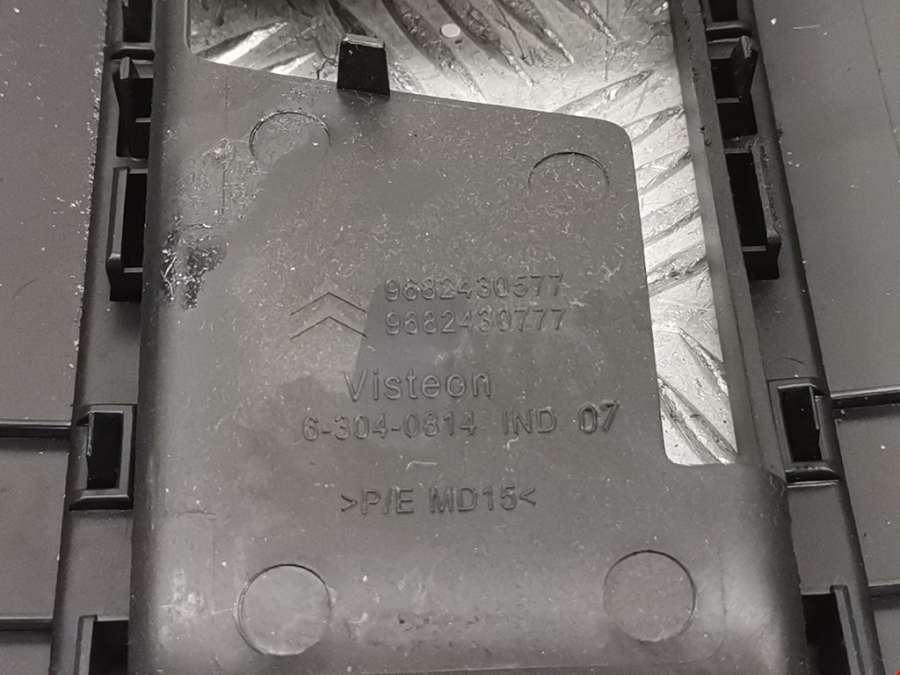 9682430577
9682430777
Visteon
6-304-0814 IND 07
>P/E MD15<